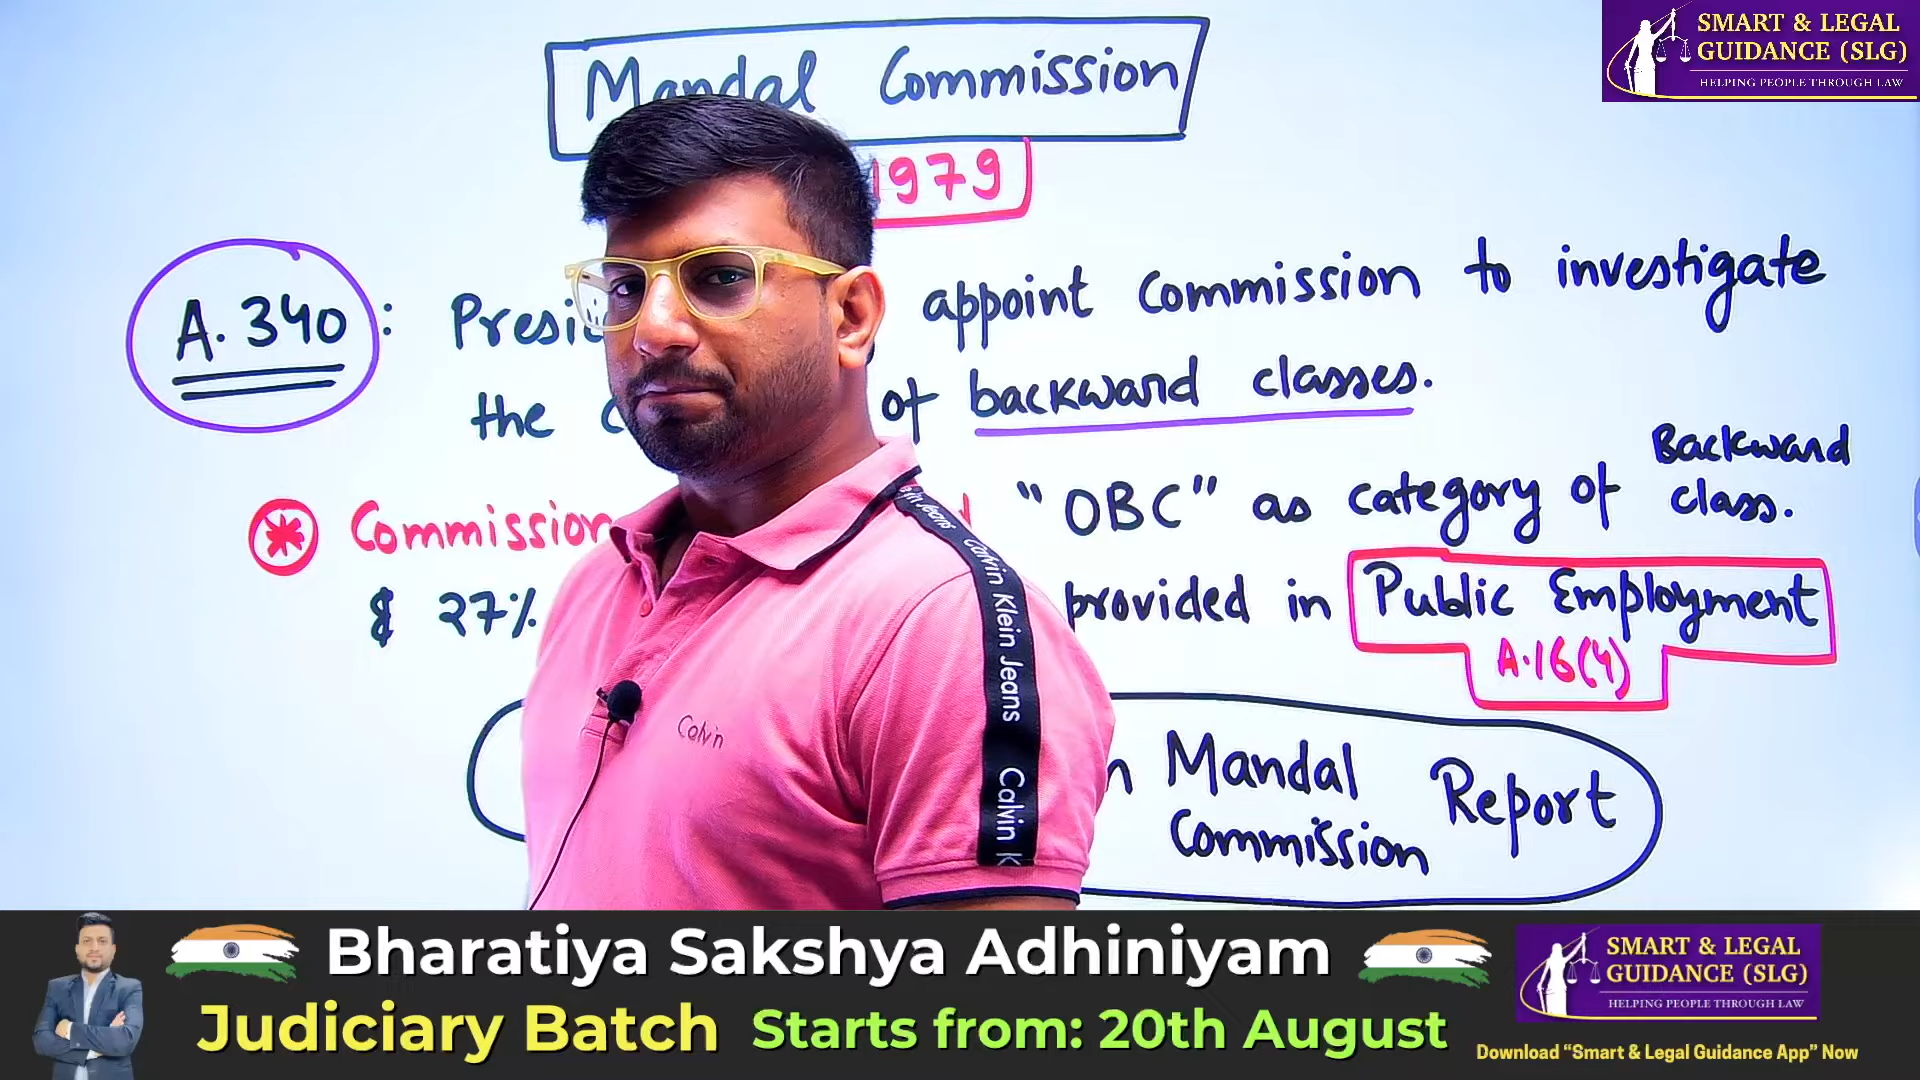 SMART & LEGAL
GUIDANCE (SLG)
HELPING PEOPLE THROUGH LAW
Mandal Commission
1979
A. 340 : appoint Commission to investigate
the of backward classes.
Commission "OBC" as category of Backward class.
& 27% provided in Public Employment
A.16(4)
Mandal Commission Report
Calvin
Calvin Klein Jeans
Calvin K
Bharatiya Sakshya Adhiniyam
Judiciary Batch Starts from: 20th August
SMART & LEGAL
GUIDANCE (SLG)
HELPING PEOPLE THROUGH LAW
Download “Smart & Legal Guidance App” Now